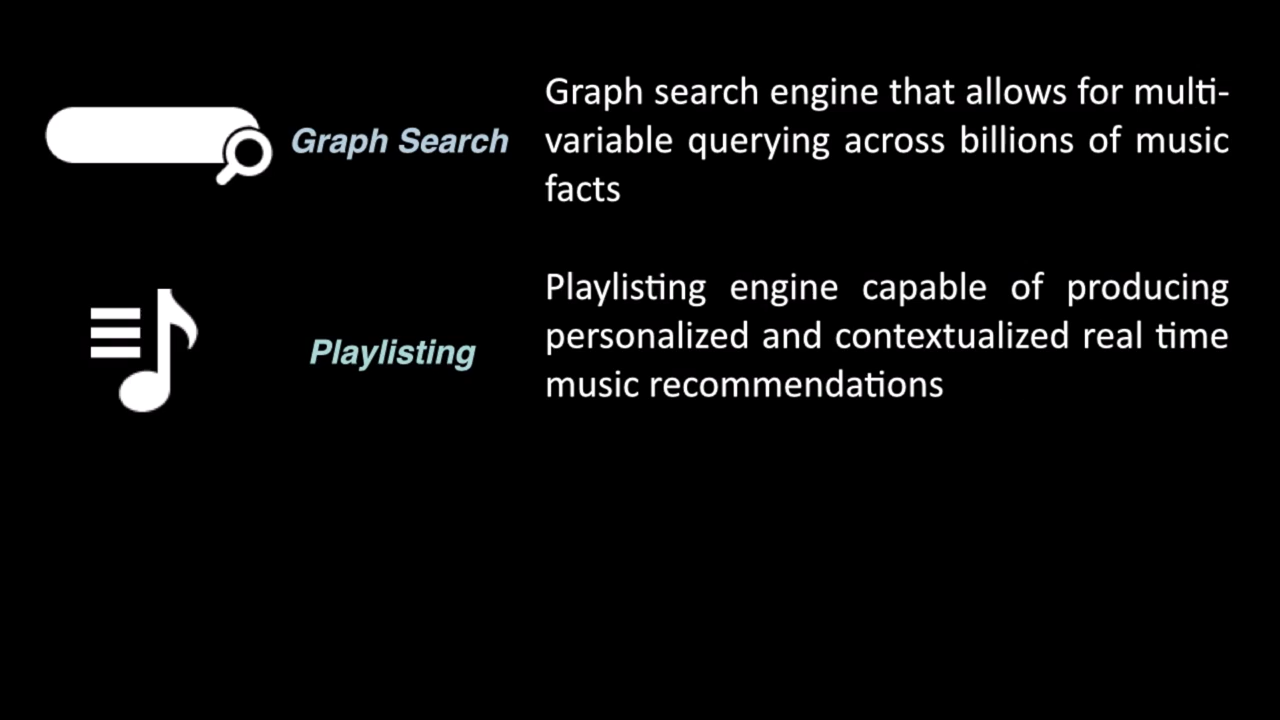 Graph Search
Graph search engine that allows for multi-
variable querying across billions of music
facts
Playlisting
Playlisting engine capable of producing
personalized and contextualized real time
music recommendations